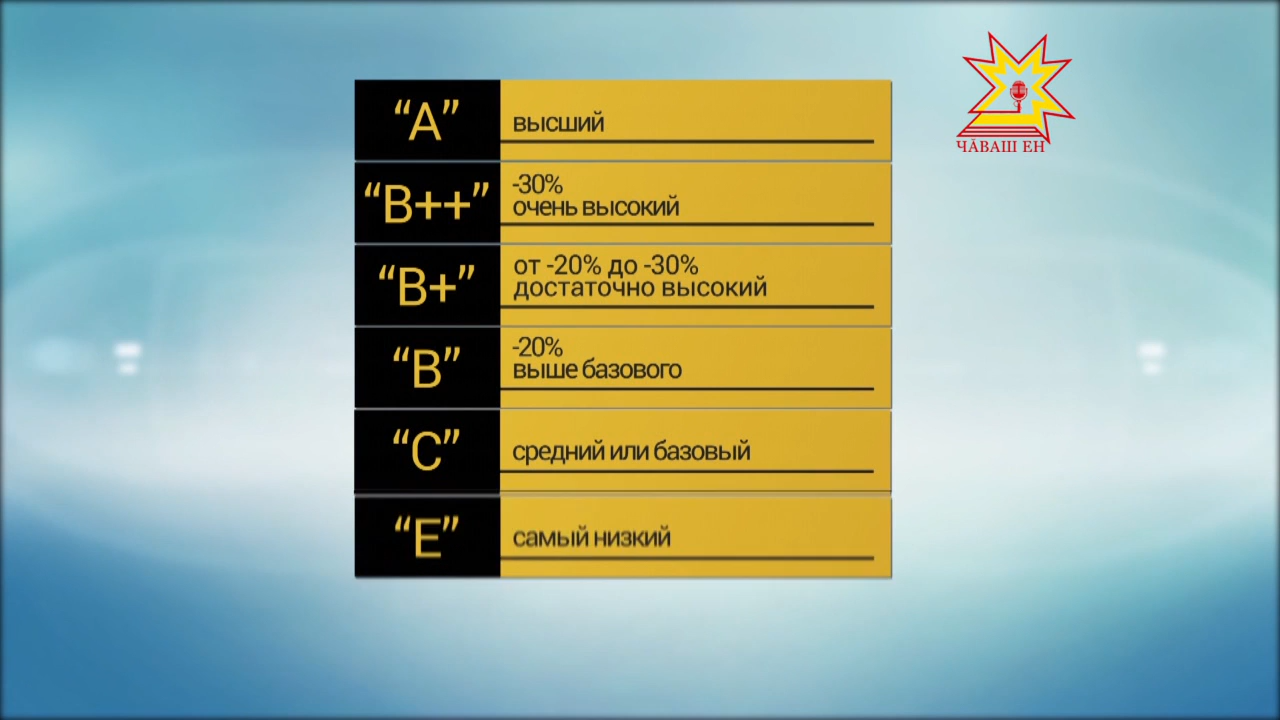 “A”
высший
“B++”
-30%
очень высокий
“B+”
от -20% до -30%
достаточно высокий
“B”
-20%
выше базового
“C”
средний или базовый
“E”
самый низкий
ЧӐВАШ ЕН